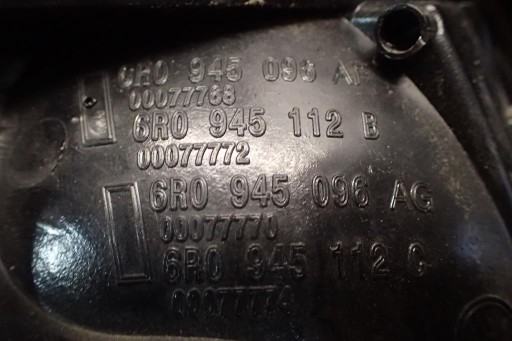 6R0 945 096 AF
00077768
6R0 945 112 B
00077772
6R0 945 096 AG
00077770
6R0 945 112 C
00077774